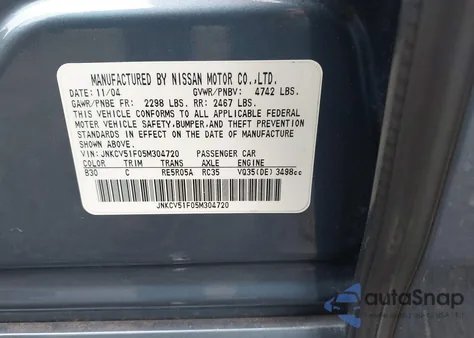 MANUFACTURED BY NISSAN MOTOR CO.,LTD.
DATE: 11/04 GVWR/PNBV: 4742 LBS.
GAWR/PNBE FR: 2298 LBS. RR: 2467 LBS.
THIS VEHICLE CONFORMS TO ALL APPLICABLE FEDERAL
MOTOR VEHICLE SAFETY, BUMPER, AND THEFT PREVENTION
STANDARDS IN EFFECT ON THE DATE OF MANUFACTURE
SHOWN ABOVE.
VIN: JNKCV51F05M304720 PASSENGER CAR
COLOR TRIM TRANS AXLE ENGINE
B30 C RE5R05A RC35 VQ35(DE) 3498cc
JNKCV51F05M304720
autoSnap